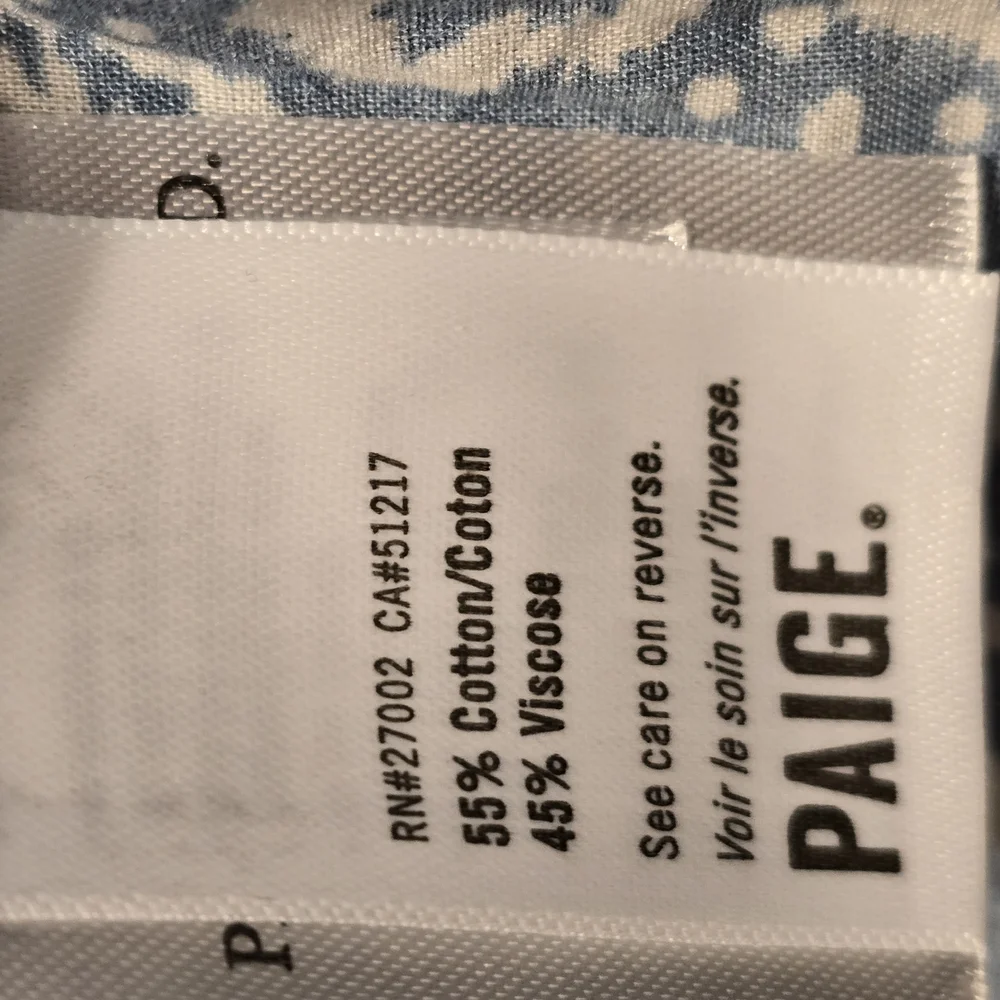 RN#27002 CA#51217
55% Cotton/Coton
45% Viscose
See care on reverse.
Voir le soin sur l'inverse.
PAIGE.®
P.
D.